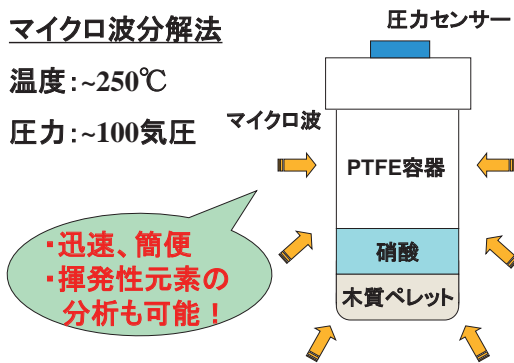 マイクロ波分解法
圧力センサー
温度:~250℃
圧力:~100気圧
マイクロ波
PTFE容器
・迅速、簡便
・揮発性元素の
分析も可能!
硝酸
木質ペレット